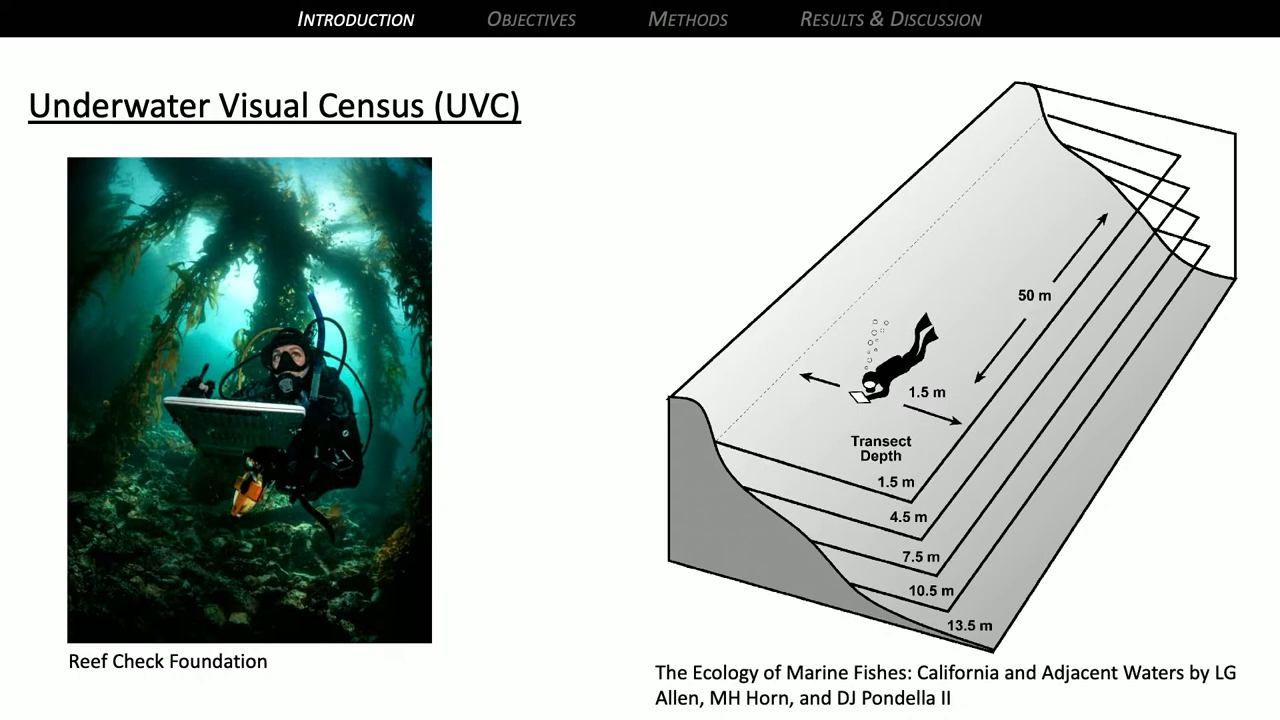 INTRODUCTION OBJECTIVES METHODS RESULTS & DISCUSSION
Underwater Visual Census (UVC)
50 m
1.5 m
Transect
Depth
1.5 m
4.5 m
7.5 m
10.5 m
13.5 m
Reef Check Foundation
The Ecology of Marine Fishes: California and Adjacent Waters by LG
Allen, MH Horn, and DJ Pondella II